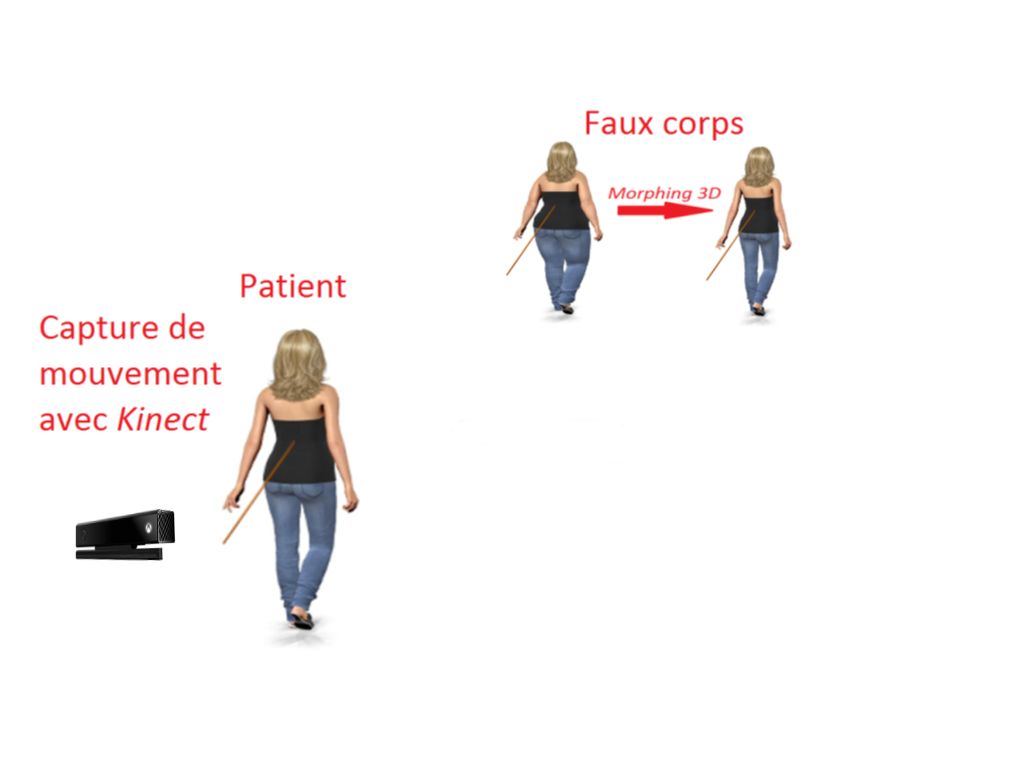 Faux corps
Morphing 3D
Patient
Capture de
mouvement
avec Kinect